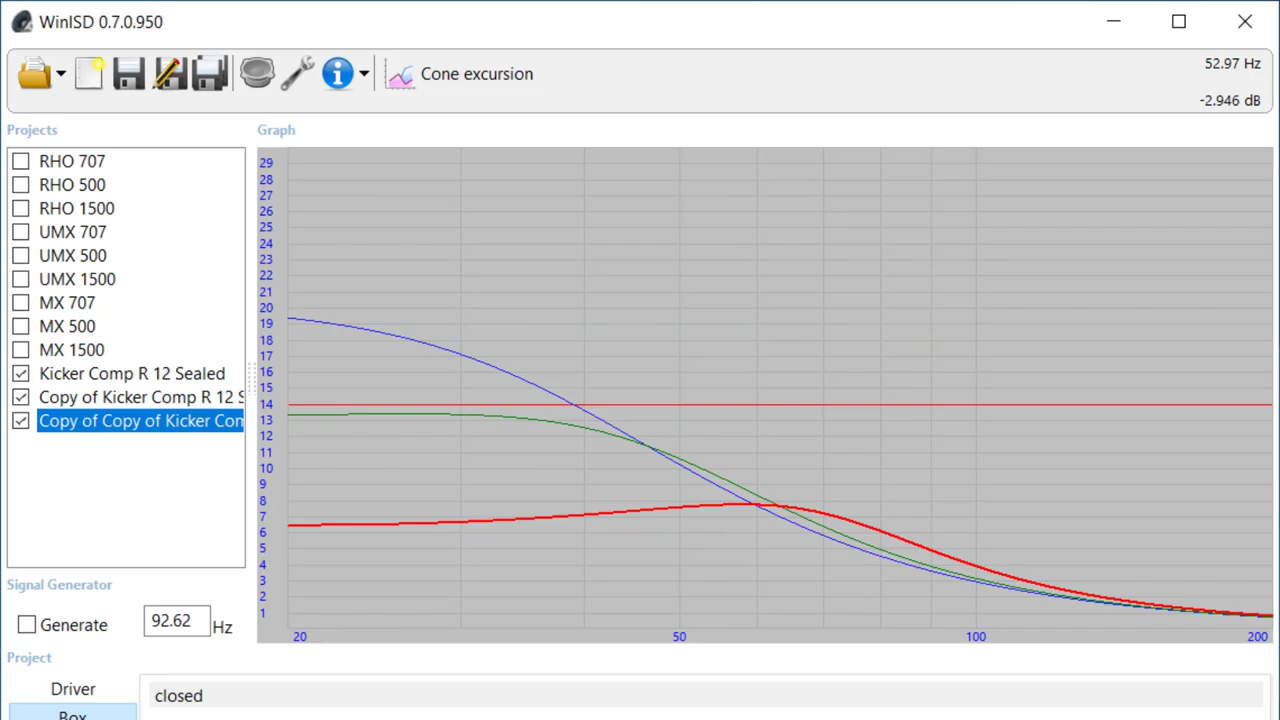 WinISD 0.7.0.950
Cone excursion
52.97 Hz
-2.946 dB
Projects
RHO 707
RHO 500
RHO 1500
UMX 707
UMX 500
UMX 1500
MX 707
MX 500
MX 1500
Kicker Comp R 12 Sealed
Copy of Kicker Comp R 12 S
Copy of Copy of Kicker Com
Signal Generator
Generate 92.62 Hz
Project
Driver
Box
Graph
29
28
27
26
25
24
23
22
21
20
19
18
17
16
15
14
13
12
11
10
9
8
7
6
5
4
3
2
1
20 50 100 200
closed